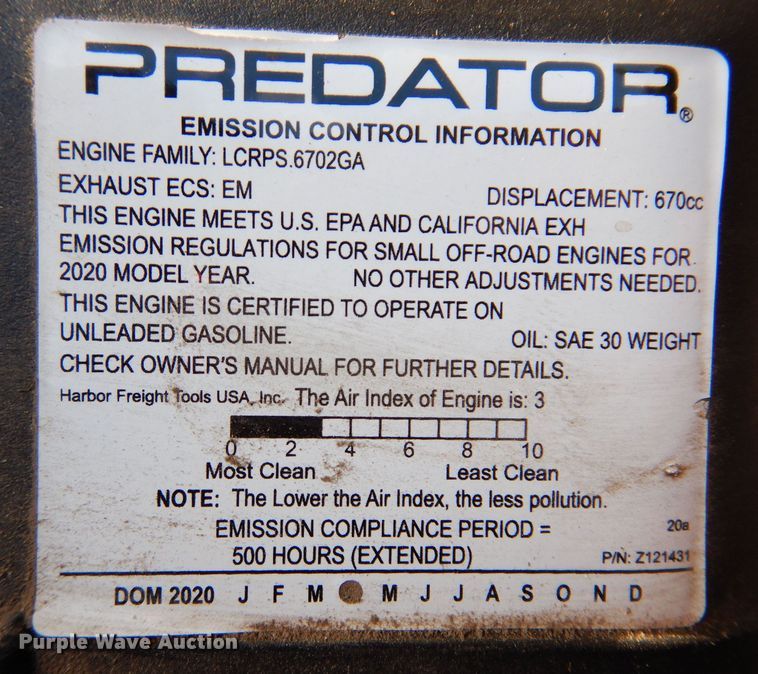 PREDATOR®
EMISSION CONTROL INFORMATION
ENGINE FAMILY: LCRPS.6702GA
EXHAUST ECS: EM DISPLACEMENT: 670cc
THIS ENGINE MEETS U.S. EPA AND CALIFORNIA EXH
EMISSION REGULATIONS FOR SMALL OFF-ROAD ENGINES FOR
2020 MODEL YEAR. NO OTHER ADJUSTMENTS NEEDED.
THIS ENGINE IS CERTIFIED TO OPERATE ON
UNLEADED GASOLINE. OIL: SAE 30 WEIGHT
CHECK OWNER'S MANUAL FOR FURTHER DETAILS.
Harbor Freight Tools USA, Inc. The Air Index of Engine is: 3
0 2 4 6 8 10
Most Clean Least Clean
NOTE: The Lower the Air Index, the less pollution.
EMISSION COMPLIANCE PERIOD = 20a
500 HOURS (EXTENDED) P/N: Z121431
DOM 2020 J F M M J J A S O N D
Purple Wave Auction